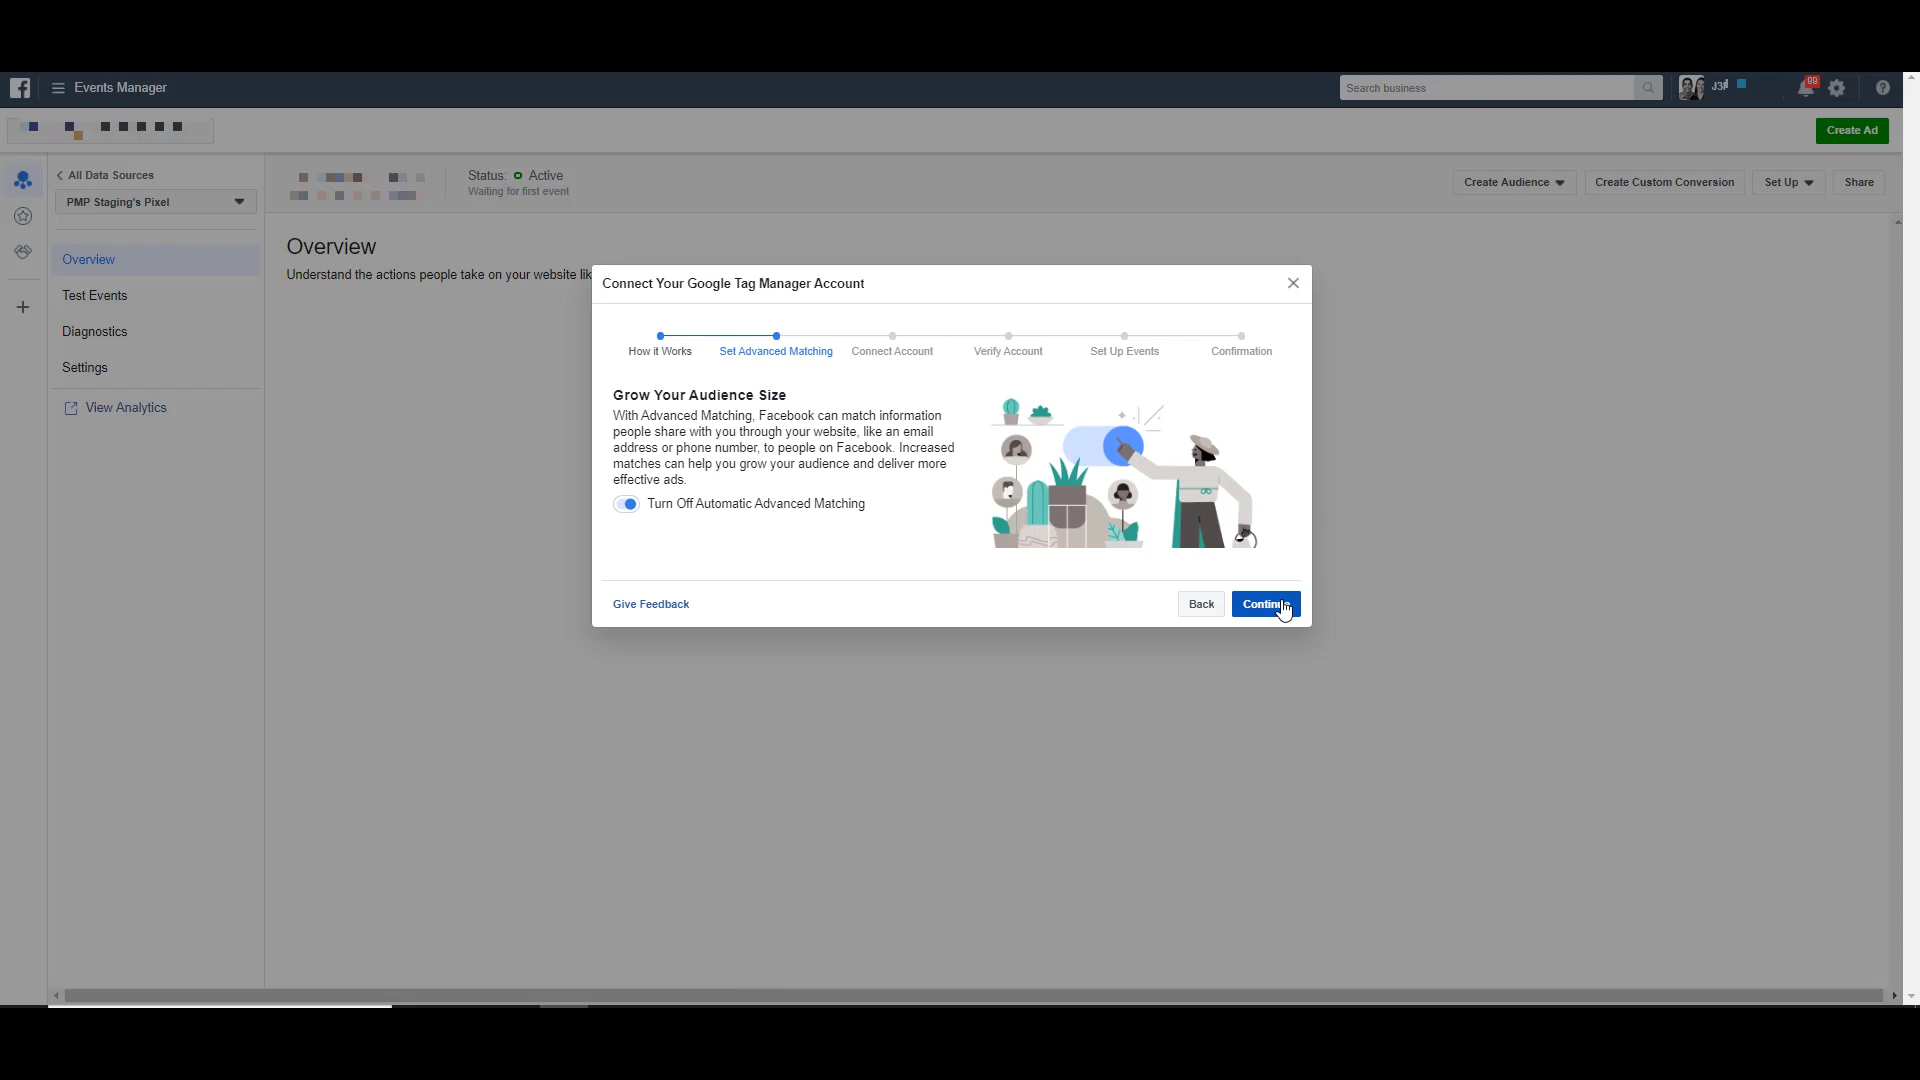 Events Manager
Search business
99
Create Ad
All Data Sources
PMP Staging's Pixel
Status: Active
Waiting for first event
Create Audience
Create Custom Conversion
Set Up
Share
Overview
Test Events
Diagnostics
Settings
View Analytics
Overview
Understand the actions people take on your website lik
Connect Your Google Tag Manager Account
How it Works
Set Advanced Matching
Connect Account
Verify Account
Set Up Events
Confirmation
Grow Your Audience Size
With Advanced Matching, Facebook can match information
people share with you through your website, like an email
address or phone number, to people on Facebook. Increased
matches can help you grow your audience and deliver more
effective ads.
Turn Off Automatic Advanced Matching
Give Feedback
Back
Continue